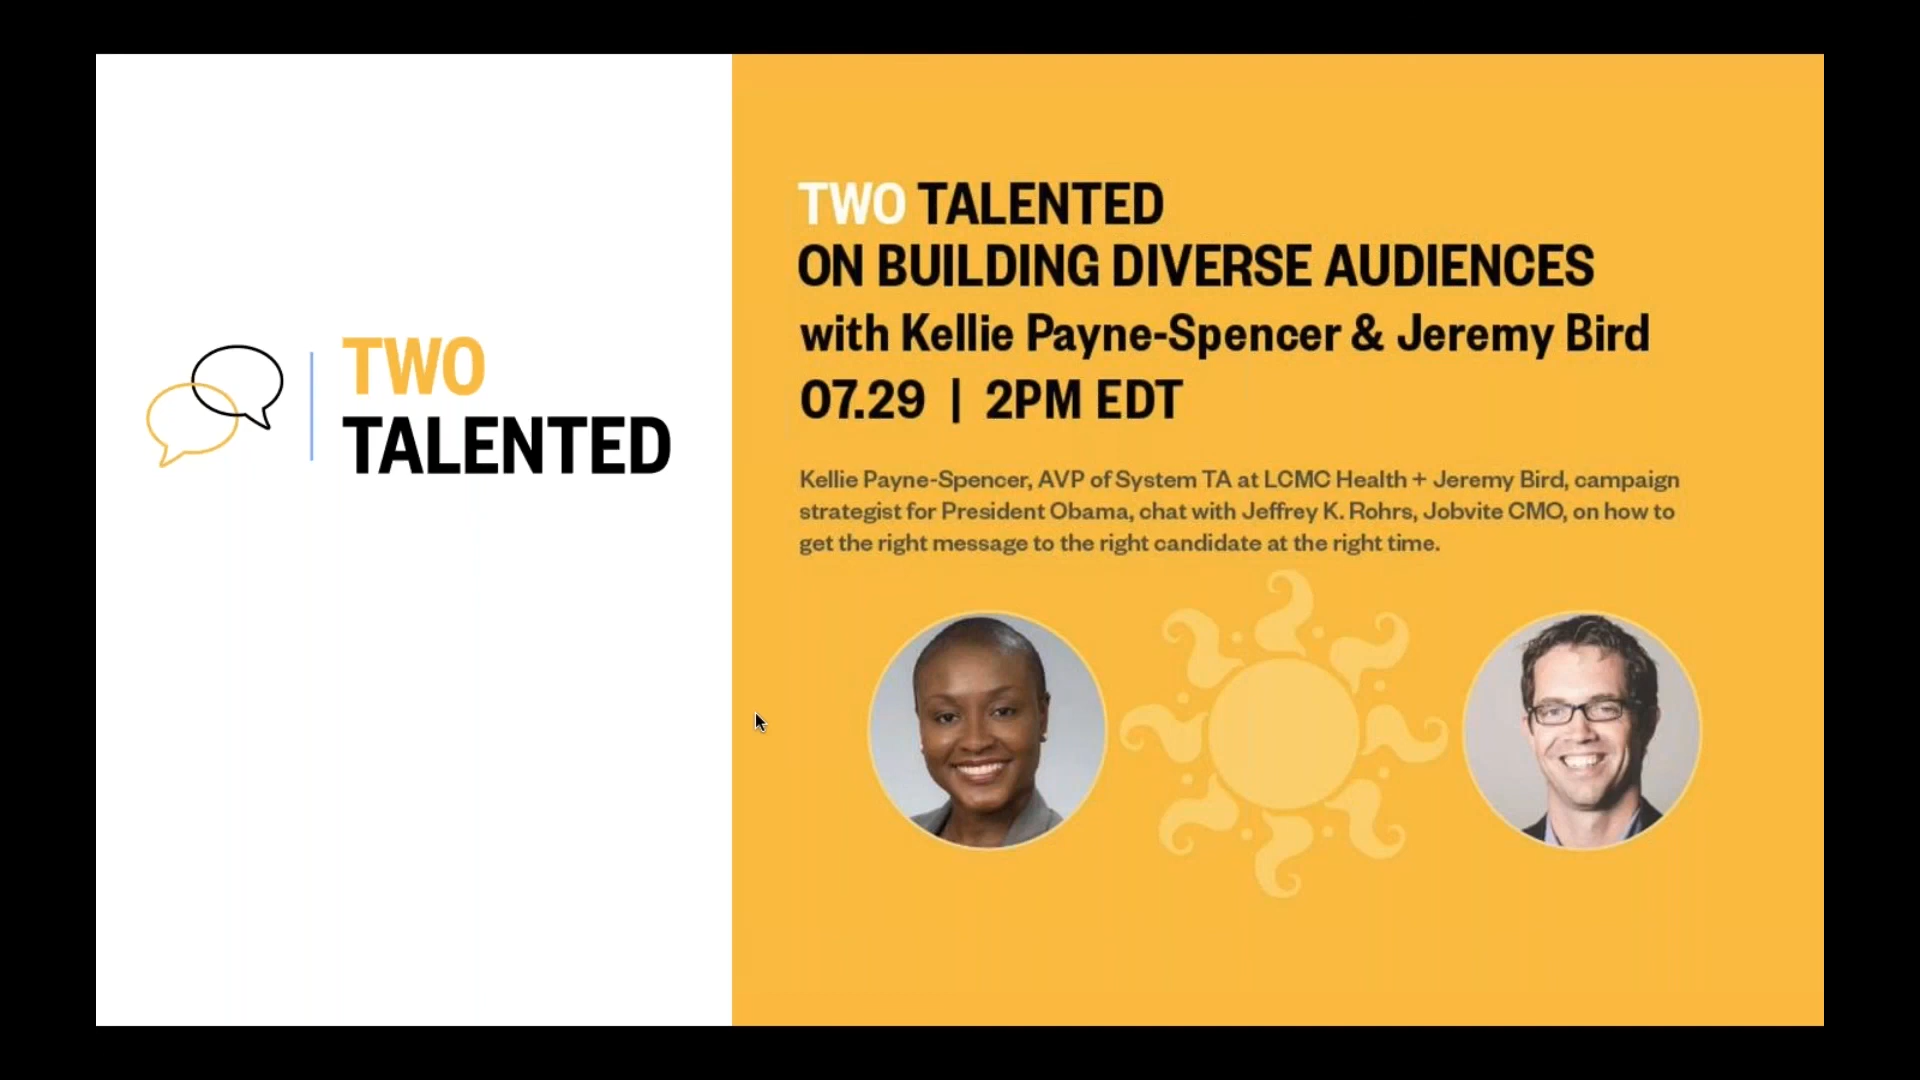 TWO
TALENTED
TWO TALENTED
ON BUILDING DIVERSE AUDIENCES
with Kellie Payne-Spencer & Jeremy Bird
07.29 | 2PM EDT
Kellie Payne-Spencer, AVP of System TA at LCMC Health + Jeremy Bird, campaign
strategist for President Obama, chat with Jeffrey K. Rohrs, Jobvite CMO, on how to
get the right message to the right candidate at the right time.